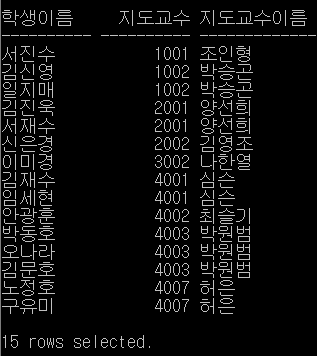 학생이름 지도교수 지도교수이름
---------- ---------- ------------
서진수 1001 조인형
김신영 1002 박승곤
일지매 1002 박승곤
김진욱 2001 양선희
서재수 2001 양선희
신은경 2002 김영조
이미경 3002 나한열
김재수 4001 심슨
임세현 4001 심슨
안광훈 4002 최슬기
박동호 4003 박원범
오나라 4003 박원범
김문호 4003 박원범
노정호 4007 허은
구유미 4007 허은
15 rows selected.